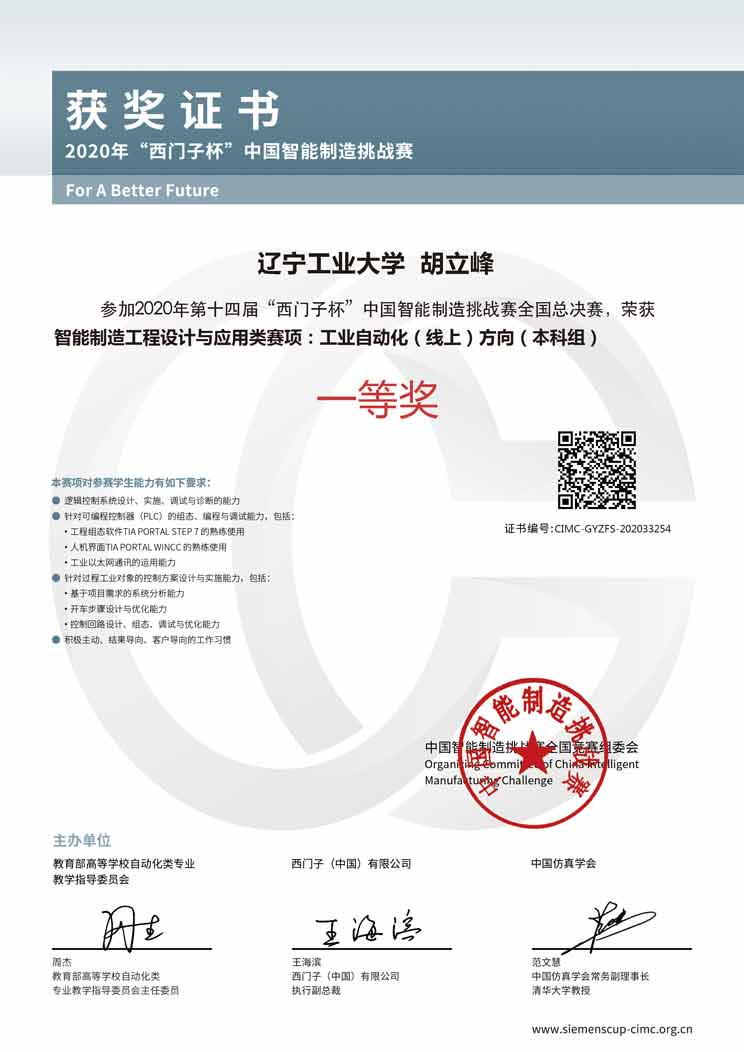 获奖证书
2020年“西门子杯”中国智能制造挑战赛
For A Better Future
辽宁工业大学 胡立峰
参加2020年第十四届“西门子杯”中国智能制造挑战赛全国总决赛，荣获
智能制造工程设计与应用类赛项：工业自动化（线上）方向（本科组）
一等奖
本赛项对参赛学生能力有如下要求：
● 逻辑控制系统设计、实施、调试与诊断的能力
● 针对可编程控制器（PLC）的组态、编程与调试能力，包括：
• 工程组态软件TIA PORTAL STEP 7 的熟练使用
• 人机界面TIA PORTAL WINCC 的熟练使用
• 工业以太网通讯的运用能力
● 针对过程工业对象的控制方案设计与实施能力，包括：
• 基于项目需求的系统分析能力
• 开车步骤设计与优化能力
• 控制回路设计、组态、调试与优化能力
● 积极主动、结果导向、客户导向的工作习惯
证书编号:CIMC-GYZFS-202033254
中国智能制造挑战赛全国竞赛组委会
Organizing Committee of China Intelligent
Manufacturing Challenge
中国智能制造挑战赛
主办单位
教育部高等学校自动化类专业
教学指导委员会
西门子（中国）有限公司
中国仿真学会
王海滨
周杰
教育部高等学校自动化类
专业教学指导委员会主任委员
王海滨
西门子（中国）有限公司
执行副总裁
范文慧
中国仿真学会常务副理事长
清华大学教授
www.siemenscup-cimc.org.cn